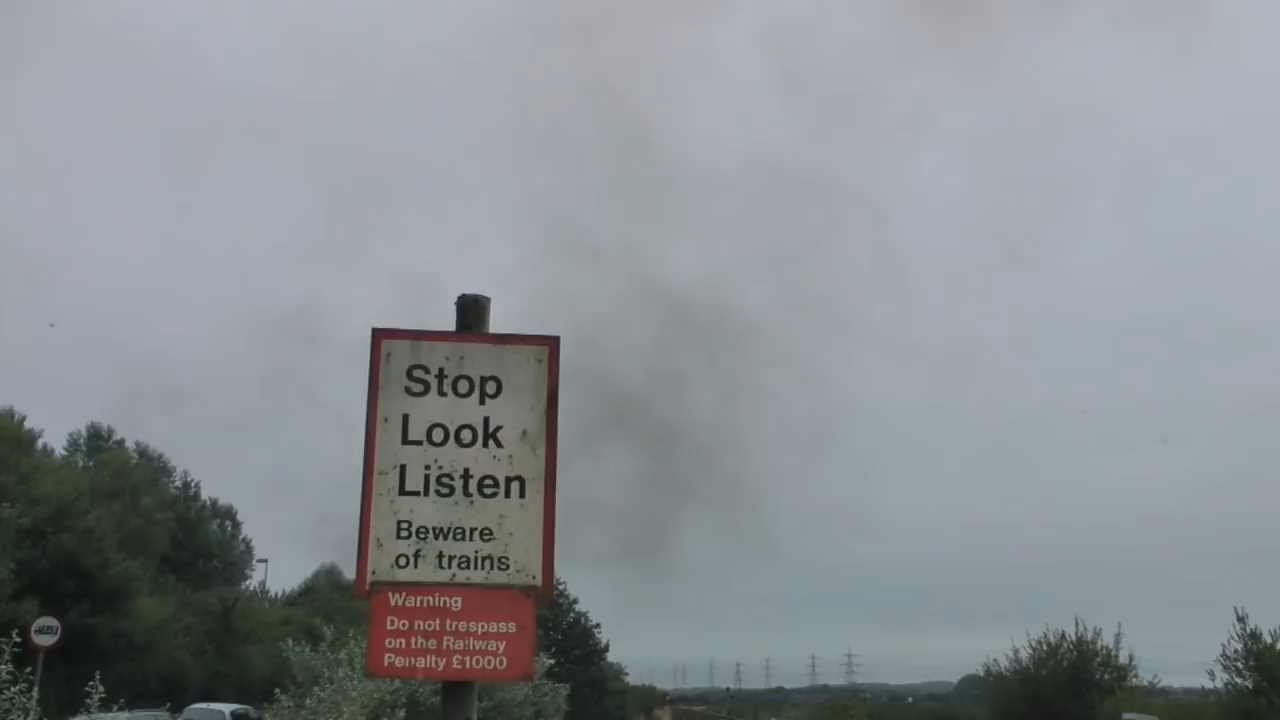 Stop
Look
Listen
Beware
of trains
Warning
Do not trespass
on the Railway
Penalty £1000